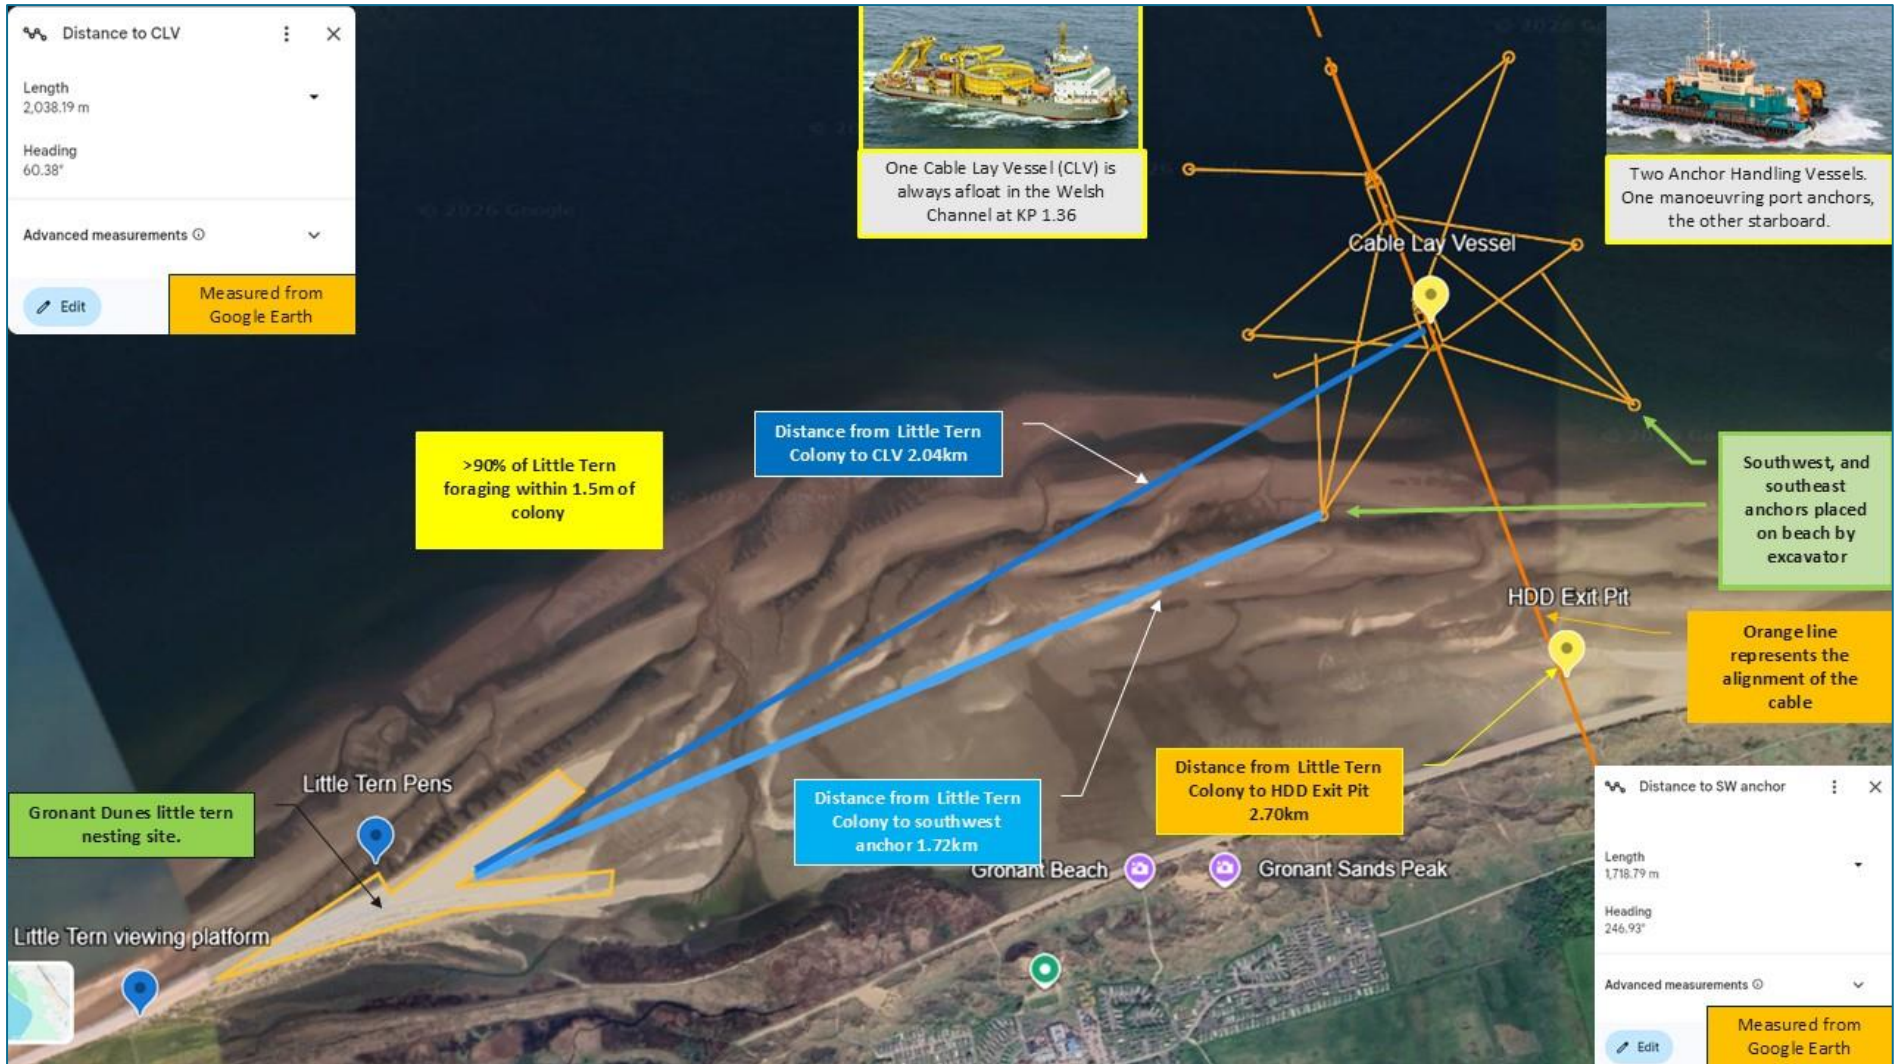 Distance to CLV
Length
2,038.19 m
Heading
60.38°
Advanced measurements
Edit
Measured from
Google Earth
One Cable Lay Vessel (CLV) is
always afloat in the Welsh
Channel at KP 1.36
Two Anchor Handling Vessels.
One manoeuvring port anchors,
the other starboard.
Cable Lay Vessel
© 2026 Google
Distance from Little Tern
Colony to CLV 2.04km
>90% of Little Tern
foraging within 1.5m of
colony
Southwest, and
southeast
anchors placed
on beach by
excavator
HDD Exit Pit
Orange line
represents the
alignment of the
cable
Little Tern Pens
Gronant Dunes little tern
nesting site.
Distance from Little Tern
Colony to southwest
anchor 1.72km
Distance from Little Tern
Colony to HDD Exit Pit
2.70km
Gronant Beach
Gronant Sands Peak
Little Tern viewing platform
Distance to SW anchor
Length
1,718.79 m
Heading
246.93°
Advanced measurements
Edit
Measured from
Google Earth